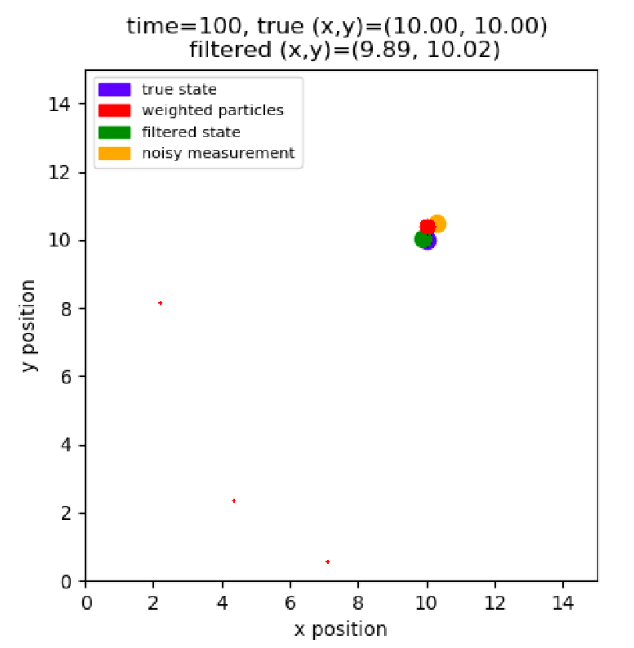 time=100, true (x,y)=(10.00, 10.00)
filtered (x,y)=(9.89, 10.02)
true state
weighted particles
filtered state
noisy measurement
14
12
10
8
6
4
2
0
y position
0 2 4 6 8 10 12 14
x position